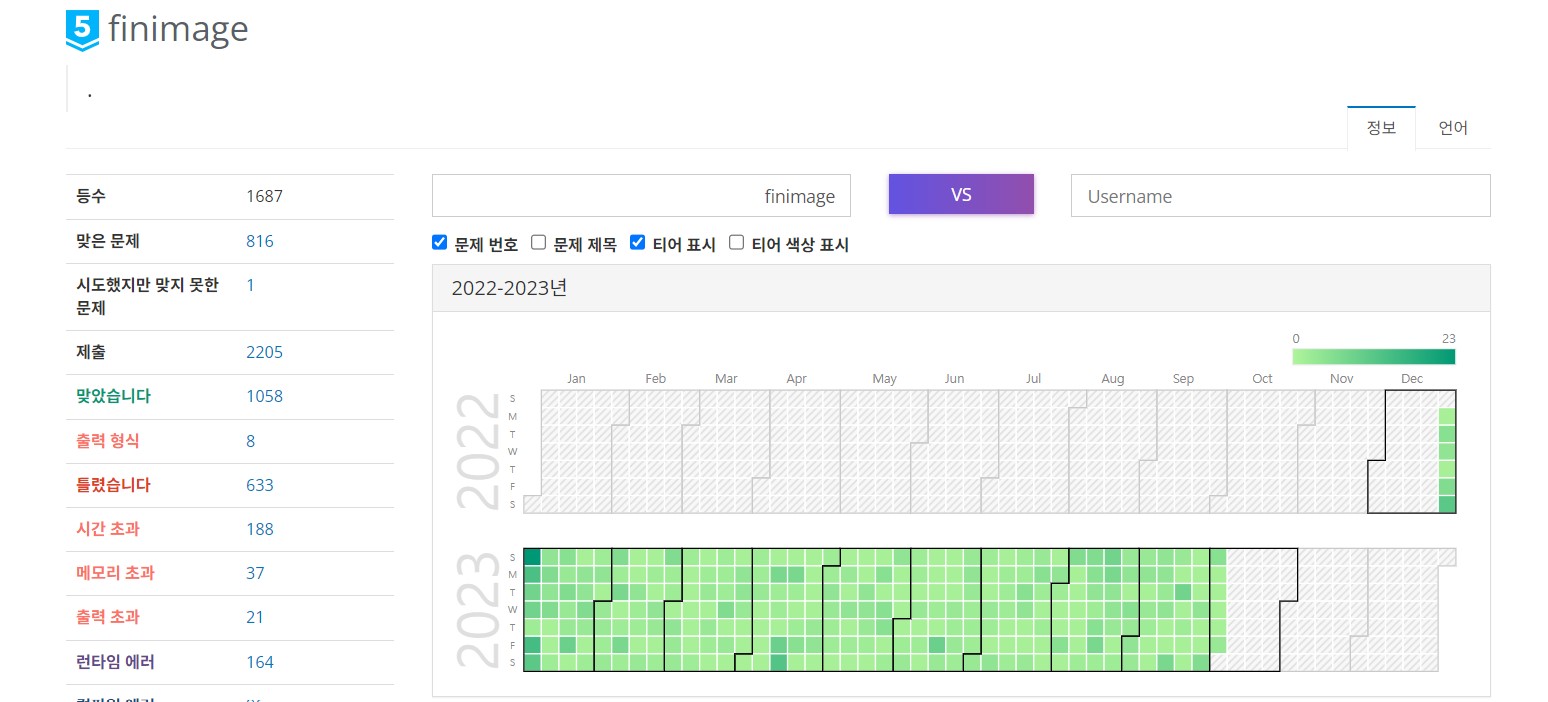 5 finimage
.
정보 언어
등수 1687
맞은 문제 816
시도했지만 맞지 못한
문제 1
제출 2205
맞았습니다 1058
출력 형식 8
틀렸습니다 633
시간 초과 188
메모리 초과 37
출력 초과 21
런타임 에러 164
finimage VS Username
문제 번호 문제 제목 티어 표시 티어 색상 표시
2022-2023년
0 23
Jan Feb Mar Apr May Jun Jul Aug Sep Oct Nov Dec
2022
S
M
T
W
T
F
S
2023
S
M
T
W
T
F
S